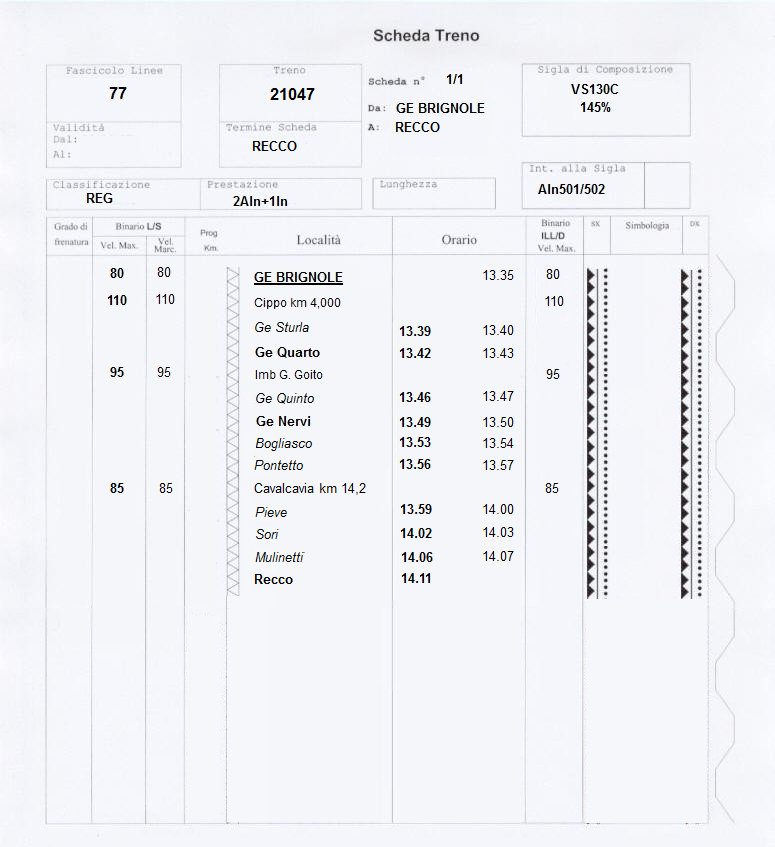 Scheda Treno
Fascicolo Linee
77
Validità
Dal:
Al:
Treno
21047
Termine Scheda
RECCO
Scheda n° 1/1
Da: GE BRIGNOLE
A: RECCO
Sigla di Composizione
VS130C
145%
Int. alla Sigla
Aln501/502
Classificazione
REG
Prestazione
2Aln+1ln
Lunghezza
Grado di frenatura
Binario L/S
Vel. Max.
Vel. Marc.
Prog Km.
Località
Orario
Binario ILL/D Vel. Max.
SX
Simbologia
DX
80 80 GE BRIGNOLE 13.35 80
110 110 Cippo km 4,000 110
Ge Sturla 13.39 13.40
Ge Quarto 13.42 13.43
95 95 Imb G. Goito 95
Ge Quinto 13.46 13.47
Ge Nervi 13.49 13.50
Bogliasco 13.53 13.54
Pontetto 13.56 13.57
85 85 Cavalcavia km 14,2 85
Pieve 13.59 14.00
Sori 14.02 14.03
Mulinetti 14.06 14.07
Recco 14.11